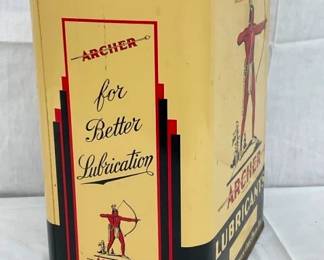 ARCHER
for
Better
Lubrication
ARCHER
LUBRICANTS